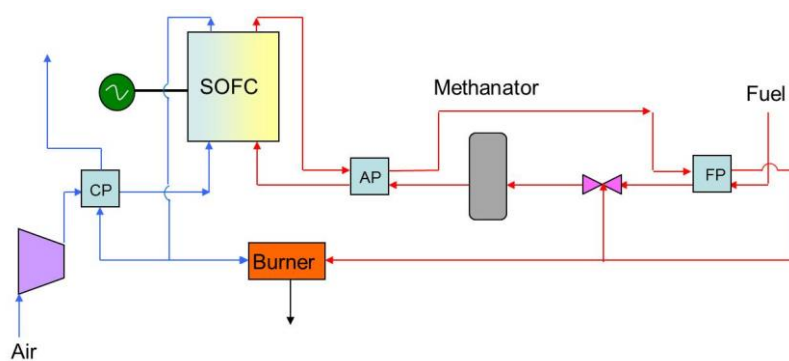 SOFC
Methanator
Fuel
AP
FP
CP
Burner
Air